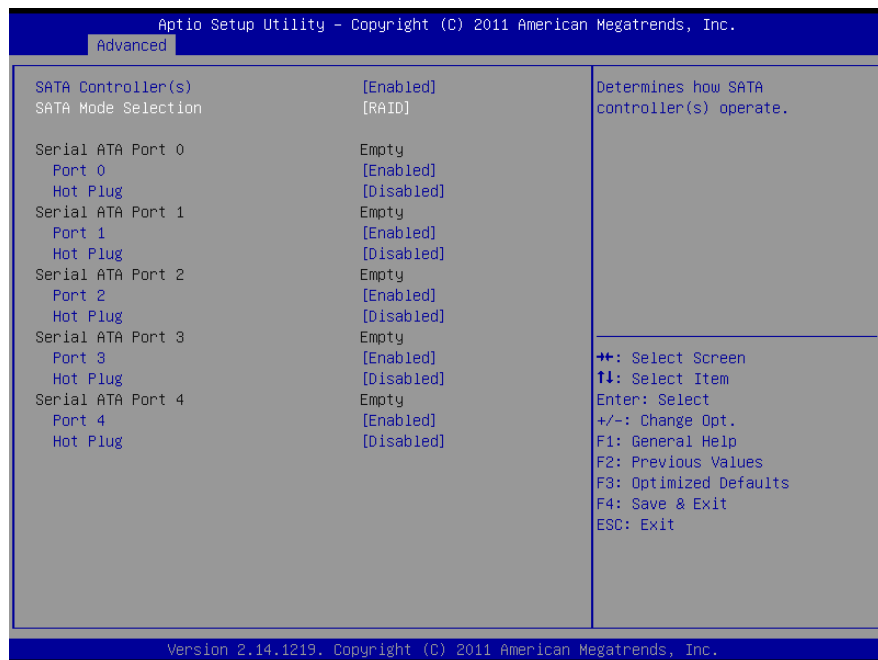 Aptio Setup Utility – Copyright (C) 2011 American Megatrends, Inc.
Advanced
SATA Controller(s) [Enabled]
SATA Mode Selection [RAID]
Serial ATA Port 0 Empty
Port 0 [Enabled]
Hot Plug [Disabled]
Serial ATA Port 1 Empty
Port 1 [Enabled]
Hot Plug [Disabled]
Serial ATA Port 2 Empty
Port 2 [Enabled]
Hot Plug [Disabled]
Serial ATA Port 3 Empty
Port 3 [Enabled]
Hot Plug [Disabled]
Serial ATA Port 4 Empty
Port 4 [Enabled]
Hot Plug [Disabled]
Determines how SATA
controller(s) operate.
→←: Select Screen
↑↓: Select Item
Enter: Select
+/-: Change Opt.
F1: General Help
F2: Previous Values
F3: Optimized Defaults
F4: Save & Exit
ESC: Exit
Version 2.14.1219. Copyright (C) 2011 American Megatrends, Inc.